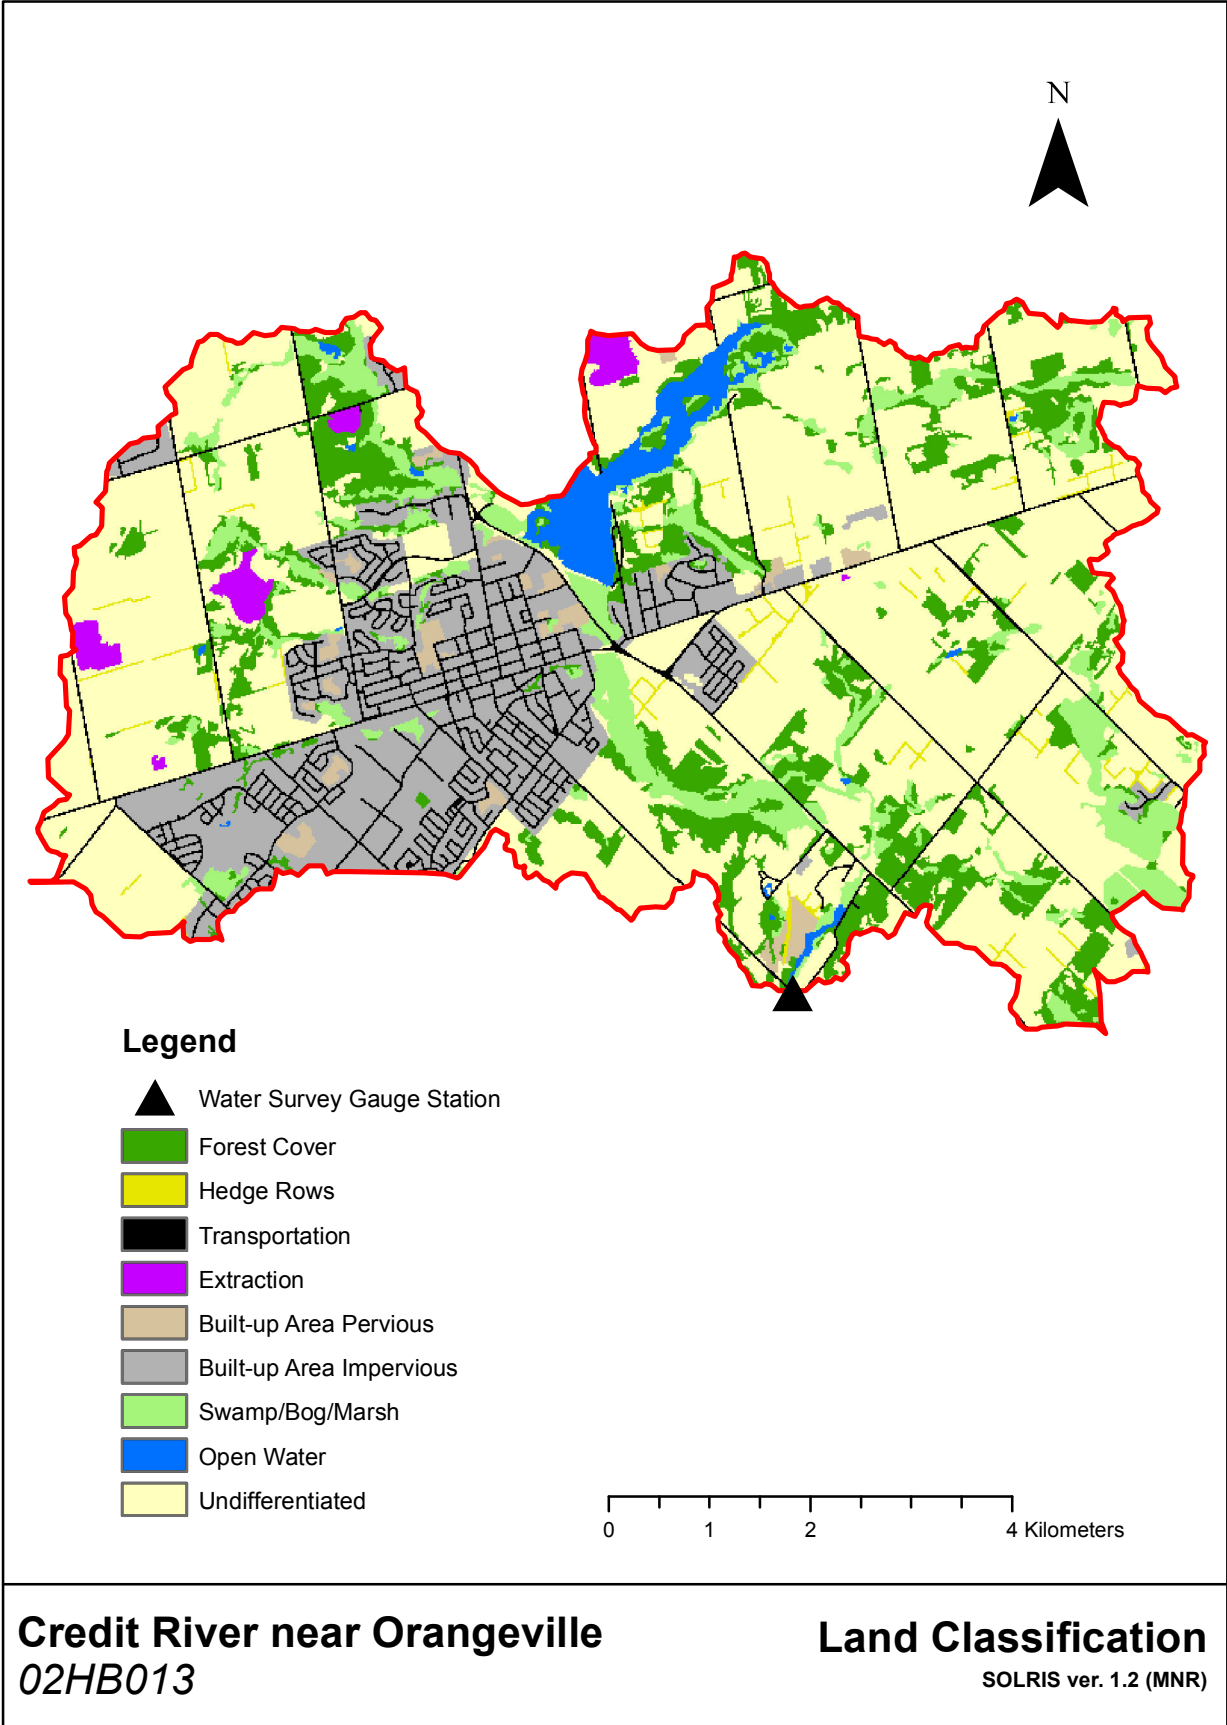 N
Legend
Water Survey Gauge Station
Forest Cover
Hedge Rows
Transportation
Extraction
Built-up Area Pervious
Built-up Area Impervious
Swamp/Bog/Marsh
Open Water
Undifferentiated
0 1 2 4 Kilometers
Credit River near Orangeville
02HB013
Land Classification
SOLRIS ver. 1.2 (MNR)